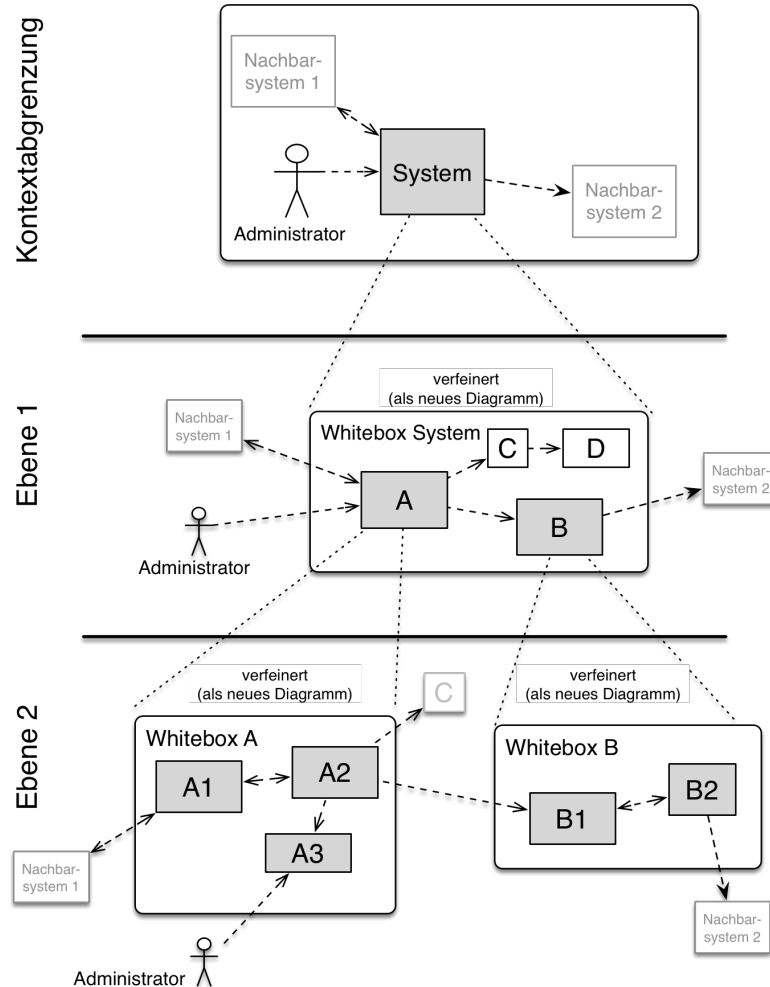 Kontextabgrenzung
Nachbar-
system 1
System
Nachbar-
system 2
Administrator
Ebene 1
verfeinert
(als neues Diagramm)
Nachbar-
system 1
Whitebox System
C
D
A
B
Nachbar-
system 2
Administrator
Ebene 2
verfeinert
(als neues Diagramm)
C
verfeinert
(als neues Diagramm)
Whitebox A
A1
A2
A3
Nachbar-
system 1
Administrator
Whitebox B
B1
B2
Nachbar-
system 2